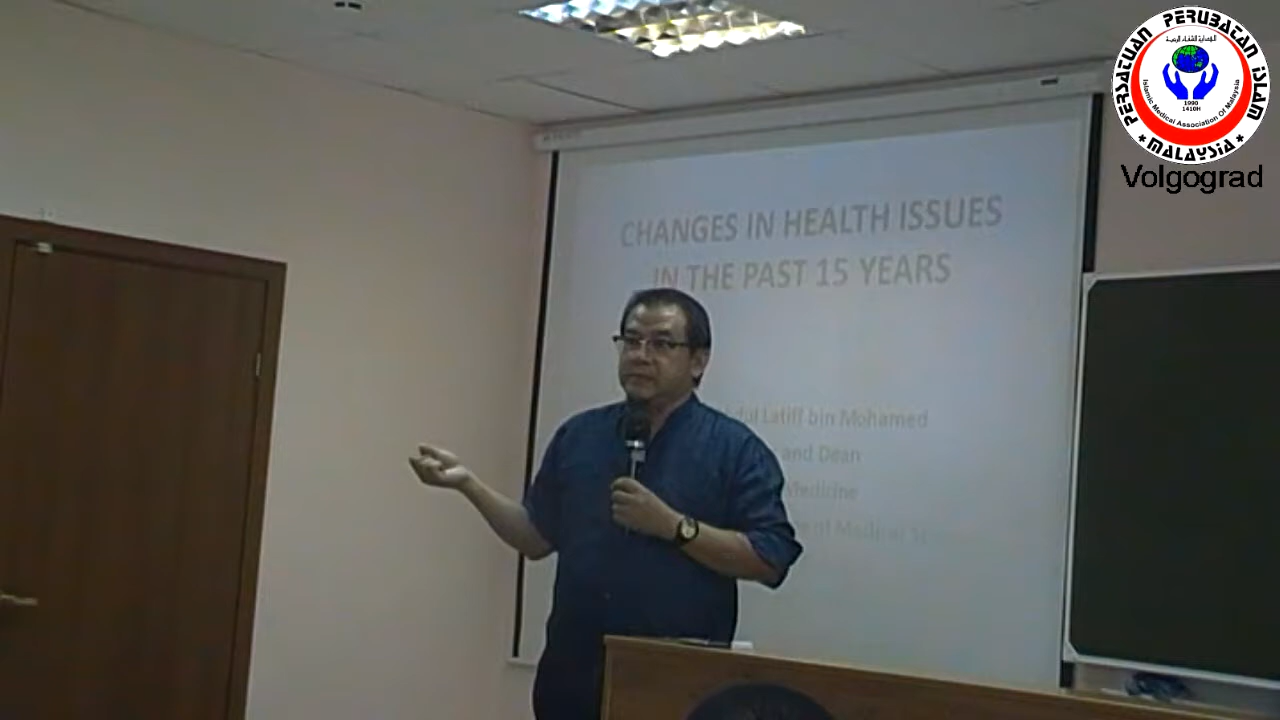 PERSATUAN PERUBATAN ISLAM
1990
1410H
Islamic Medical Association Of Malaysia
★ MALAYSIA ★
Volgograd
CHANGES IN HEALTH ISSUES
IN THE PAST 15 YEARS
Latiff bin Mohamed
and Dean
Medicine
Medical